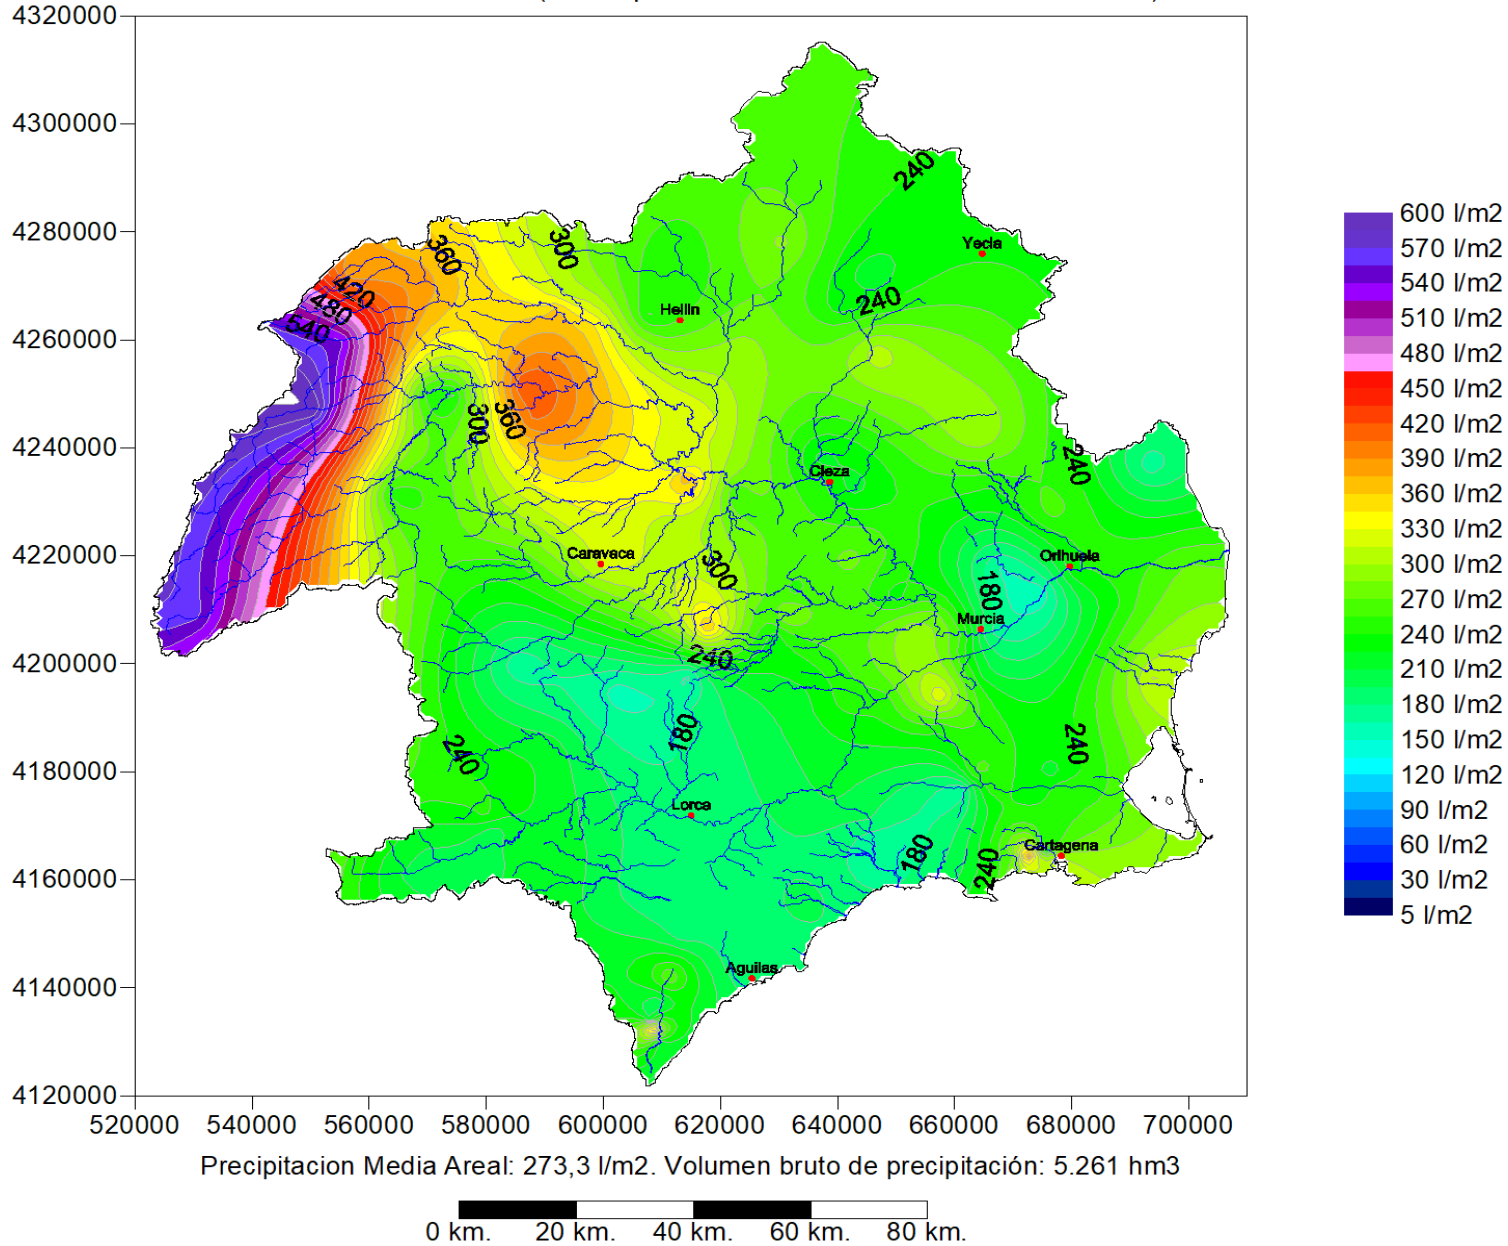 4320000
4300000
4280000
4260000
4240000
4220000
4200000
4180000
4160000
4140000
4120000
520000 540000 560000 580000 600000 620000 640000 660000 680000 700000
240
Yecla
300
360
420
480
540
240
Hellin
300
360
240
Cieza
Caravaca
300
Orihuela
180
Murcia
240
180
240
240
Lorca
180
240
Cartagena
Aguilas
600 l/m2
570 l/m2
540 l/m2
510 l/m2
480 l/m2
450 l/m2
420 l/m2
390 l/m2
360 l/m2
330 l/m2
300 l/m2
270 l/m2
240 l/m2
210 l/m2
180 l/m2
150 l/m2
120 l/m2
90 l/m2
60 l/m2
30 l/m2
5 l/m2
Precipitacion Media Areal: 273,3 l/m2. Volumen bruto de precipitación: 5.261 hm3
0 km. 20 km. 40 km. 60 km. 80 km.